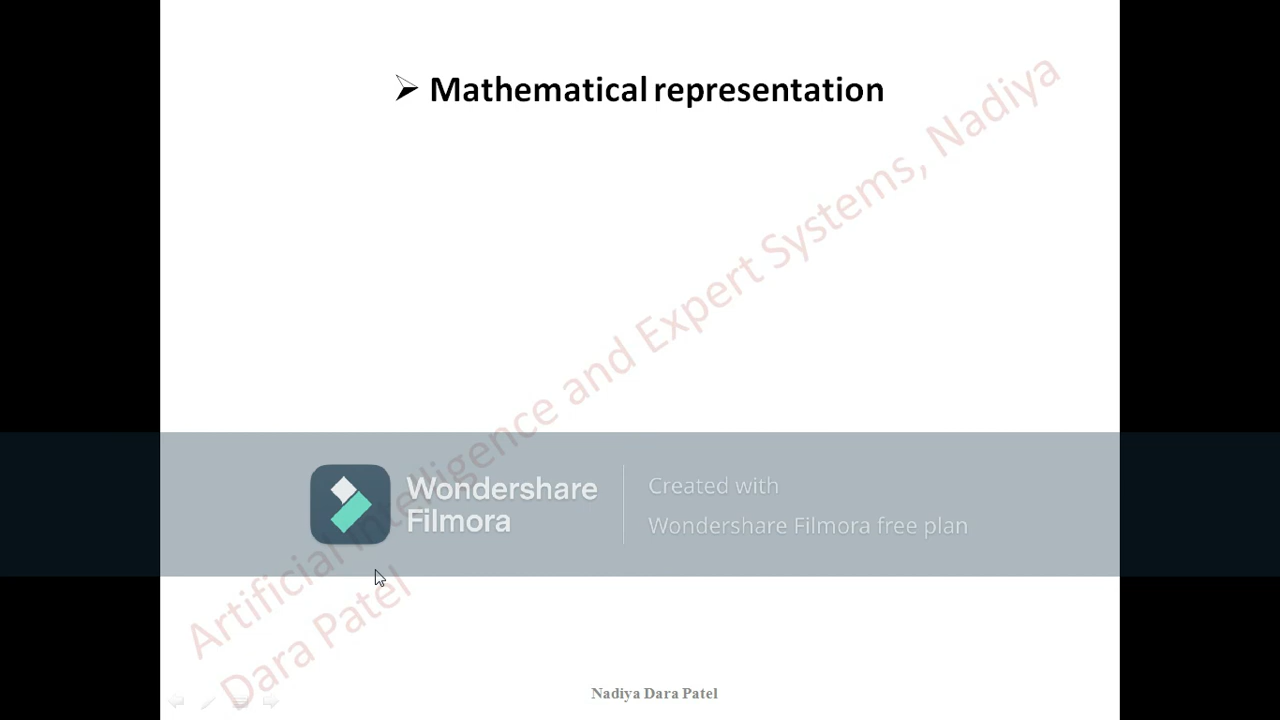 Mathematical representation
Artificial Intelligence and Expert Systems, Nadiya
Dara Patel
Wondershare
Filmora
Created with
Wondershare Filmora free plan
Nadiya Dara Patel